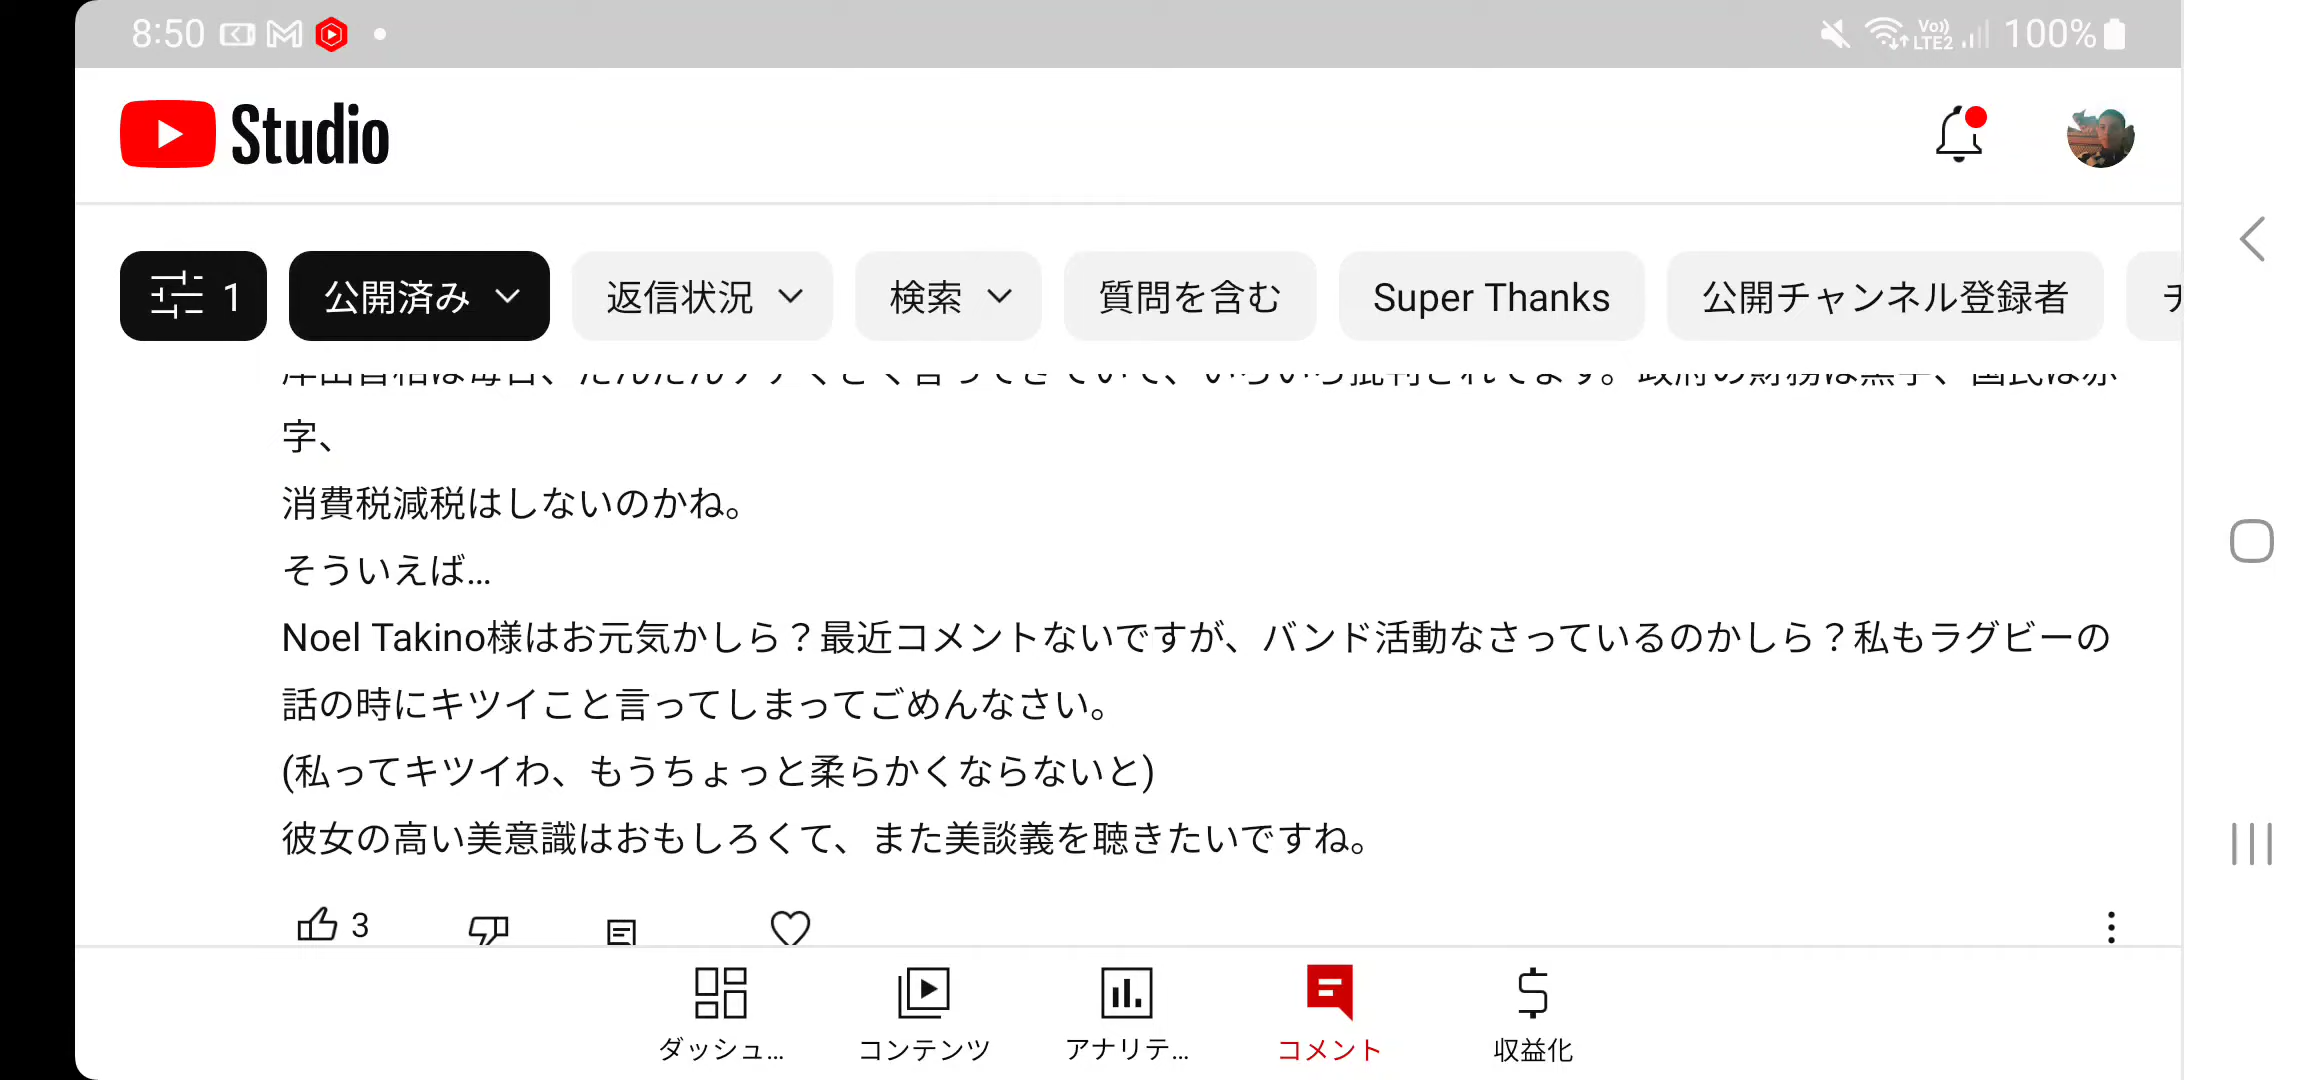 8:50
Vo)) LTE2 100%
Studio
1 公開済み 返信状況 検索 質問を含む Super Thanks 公開チャンネル登録者 チ
字、
消費税減税はしないのかね。
そういえば...
Noel Takino様はお元気かしら？最近コメントないですが、バンド活動なさっているのかしら？私もラグビーの
話の時にキツイこと言ってしまってごめんなさい。
(私ってキツイわ、もうちょっと柔らかくならないと)
彼女の高い美意識はおもしろくて、また美談義を聴きたいですね。
3
ダッシュ... コンテンツ アナリテ... コメント 収益化